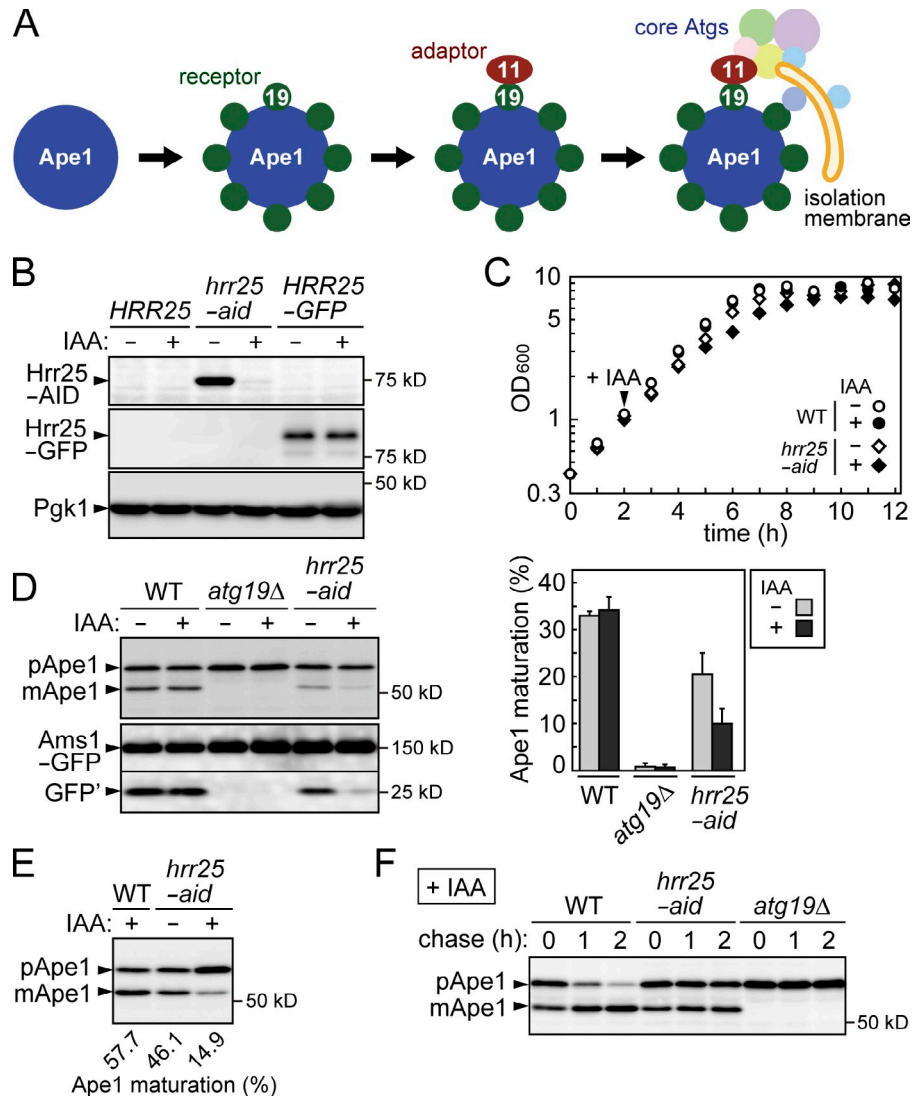 A
core Atgs
adaptor
receptor
11
11
19
19
19
Ape1
Ape1
Ape1
Ape1
isolation
membrane
B
HRR25
hrr25
-aid
HRR25
-GFP
IAA: – + – + – +
Hrr25
-AID
75 kD
Hrr25
-GFP
75 kD
50 kD
Pgk1
C
10
5
1
0.3
OD600
+ IAA
IAA
WT
–
+
hrr25
-aid
–
+
0 2 4 6 8 10 12
time (h)
D
WT
atg19Δ
hrr25
-aid
IAA: – + – + – +
pApe1
mApe1
50 kD
Ams1
-GFP
150 kD
GFP'
25 kD
Ape1 maturation (%)
40
30
20
10
0
WT
atg19Δ
hrr25
-aid
IAA
–
+
E
WT
hrr25
-aid
IAA: + – +
pApe1
mApe1
50 kD
57.7 46.1 14.9
Ape1 maturation (%)
F
+ IAA
WT
hrr25
-aid
atg19Δ
chase (h): 0 1 2 0 1 2 0 1 2
pApe1
mApe1
50 kD